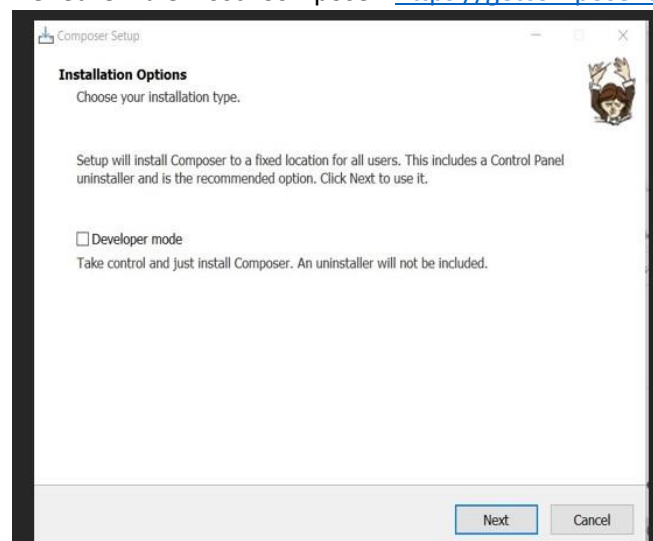 Composer Setup
Installation Options
Choose your installation type.
Setup will install Composer to a fixed location for all users. This includes a Control Panel
uninstaller and is the recommended option. Click Next to use it.
Developer mode
Take control and just install Composer. An uninstaller will not be included.
Next
Cancel